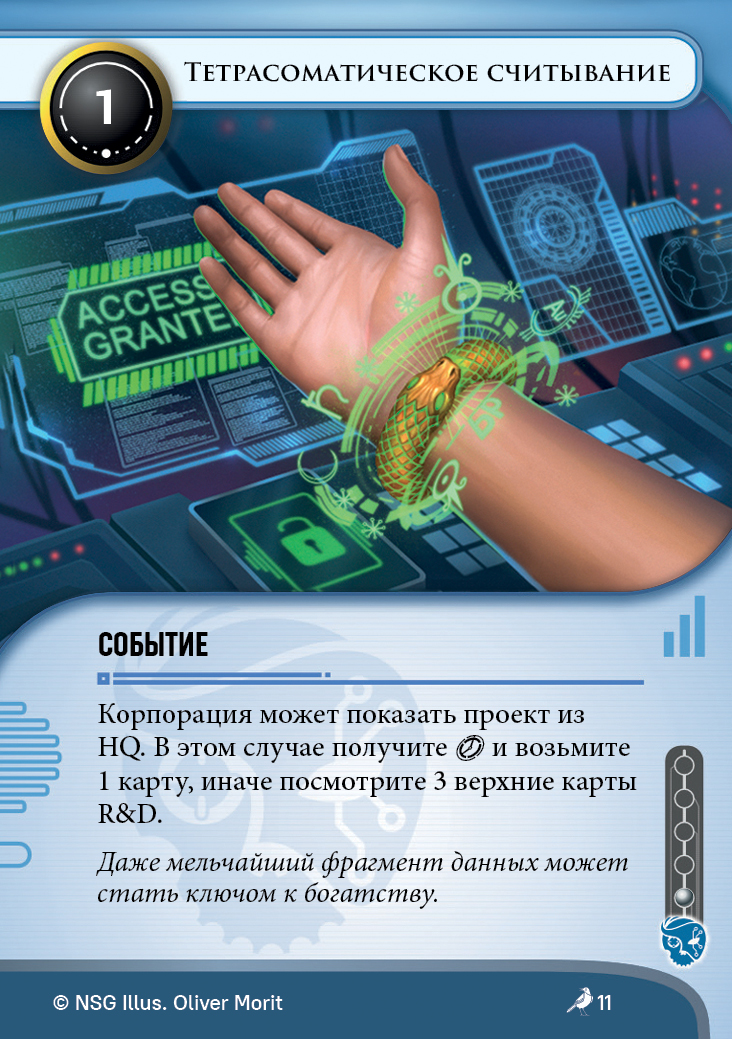 1
Тетрасоматическое считывание
ACCESS
GRANTED
СОБЫТИЕ
Корпорация может показать проект из
HQ. В этом случае получите и возьмите
1 карту, иначе посмотрите 3 верхние карты
R&D.
Даже мельчайший фрагмент данных может
стать ключом к богатству.
© NSG Illus. Oliver Morit
11